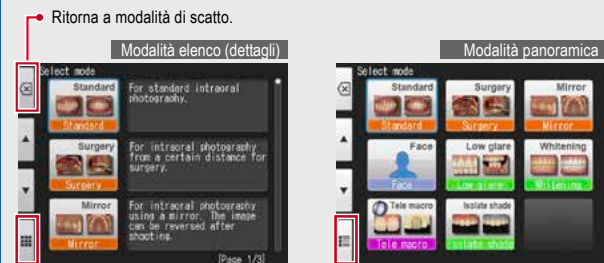 Ritorna a modalità di scatto.
Modalità elenco (dettagli)
Select mode
Standard
Standard
For standard intraoral
photography.
Surgery
Surgery
For intraoral photography
from a certain distance for
surgery.
Mirror
Mirror
For intraoral photography
using a mirror. The image
can be reversed after
shooting.
[Page 1/3]
Modalità panoramica
Select mode
Standard
Standard
Surgery
Surgery
Mirror
Mirror
Face
Face
Low glare
Low glare
Whitening
Whitening
Tele macro
Tele macro
Isolate shade
Isolate shade